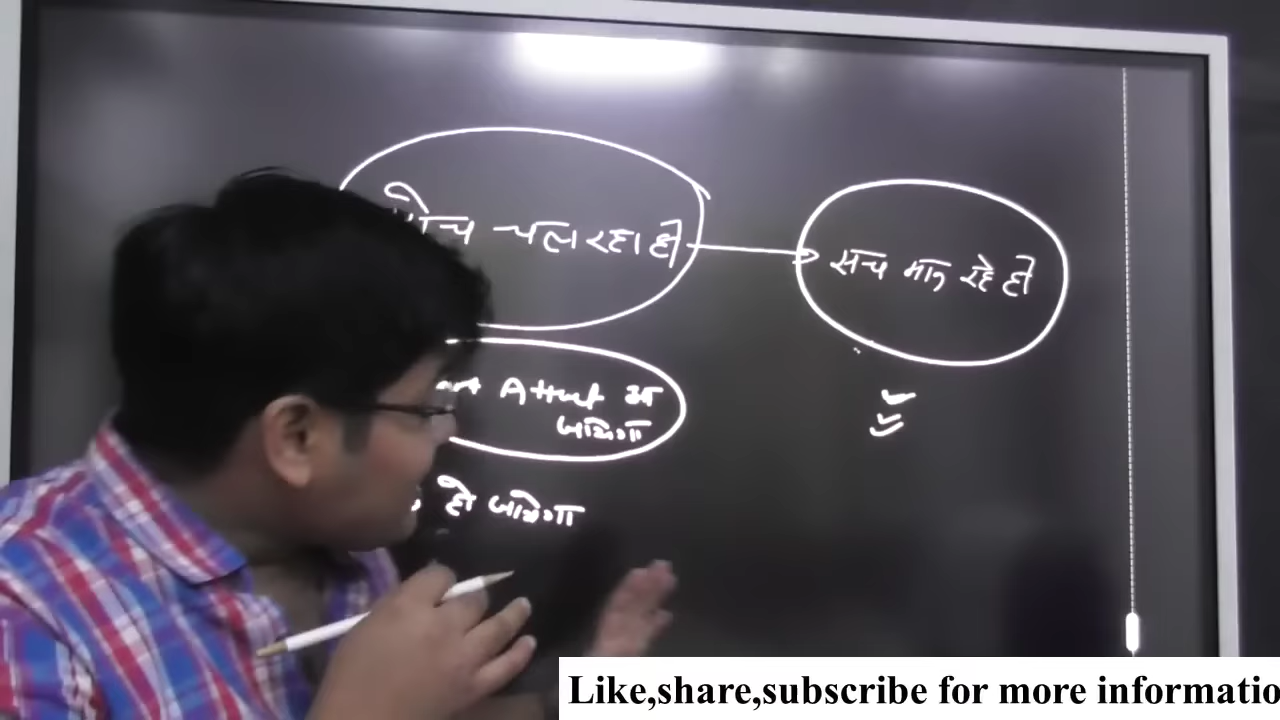 चल रहा हो
सच मान रहे हो
Attack आ
जायेगा
हो जायेगा
Like,share,subscribe for more informatio